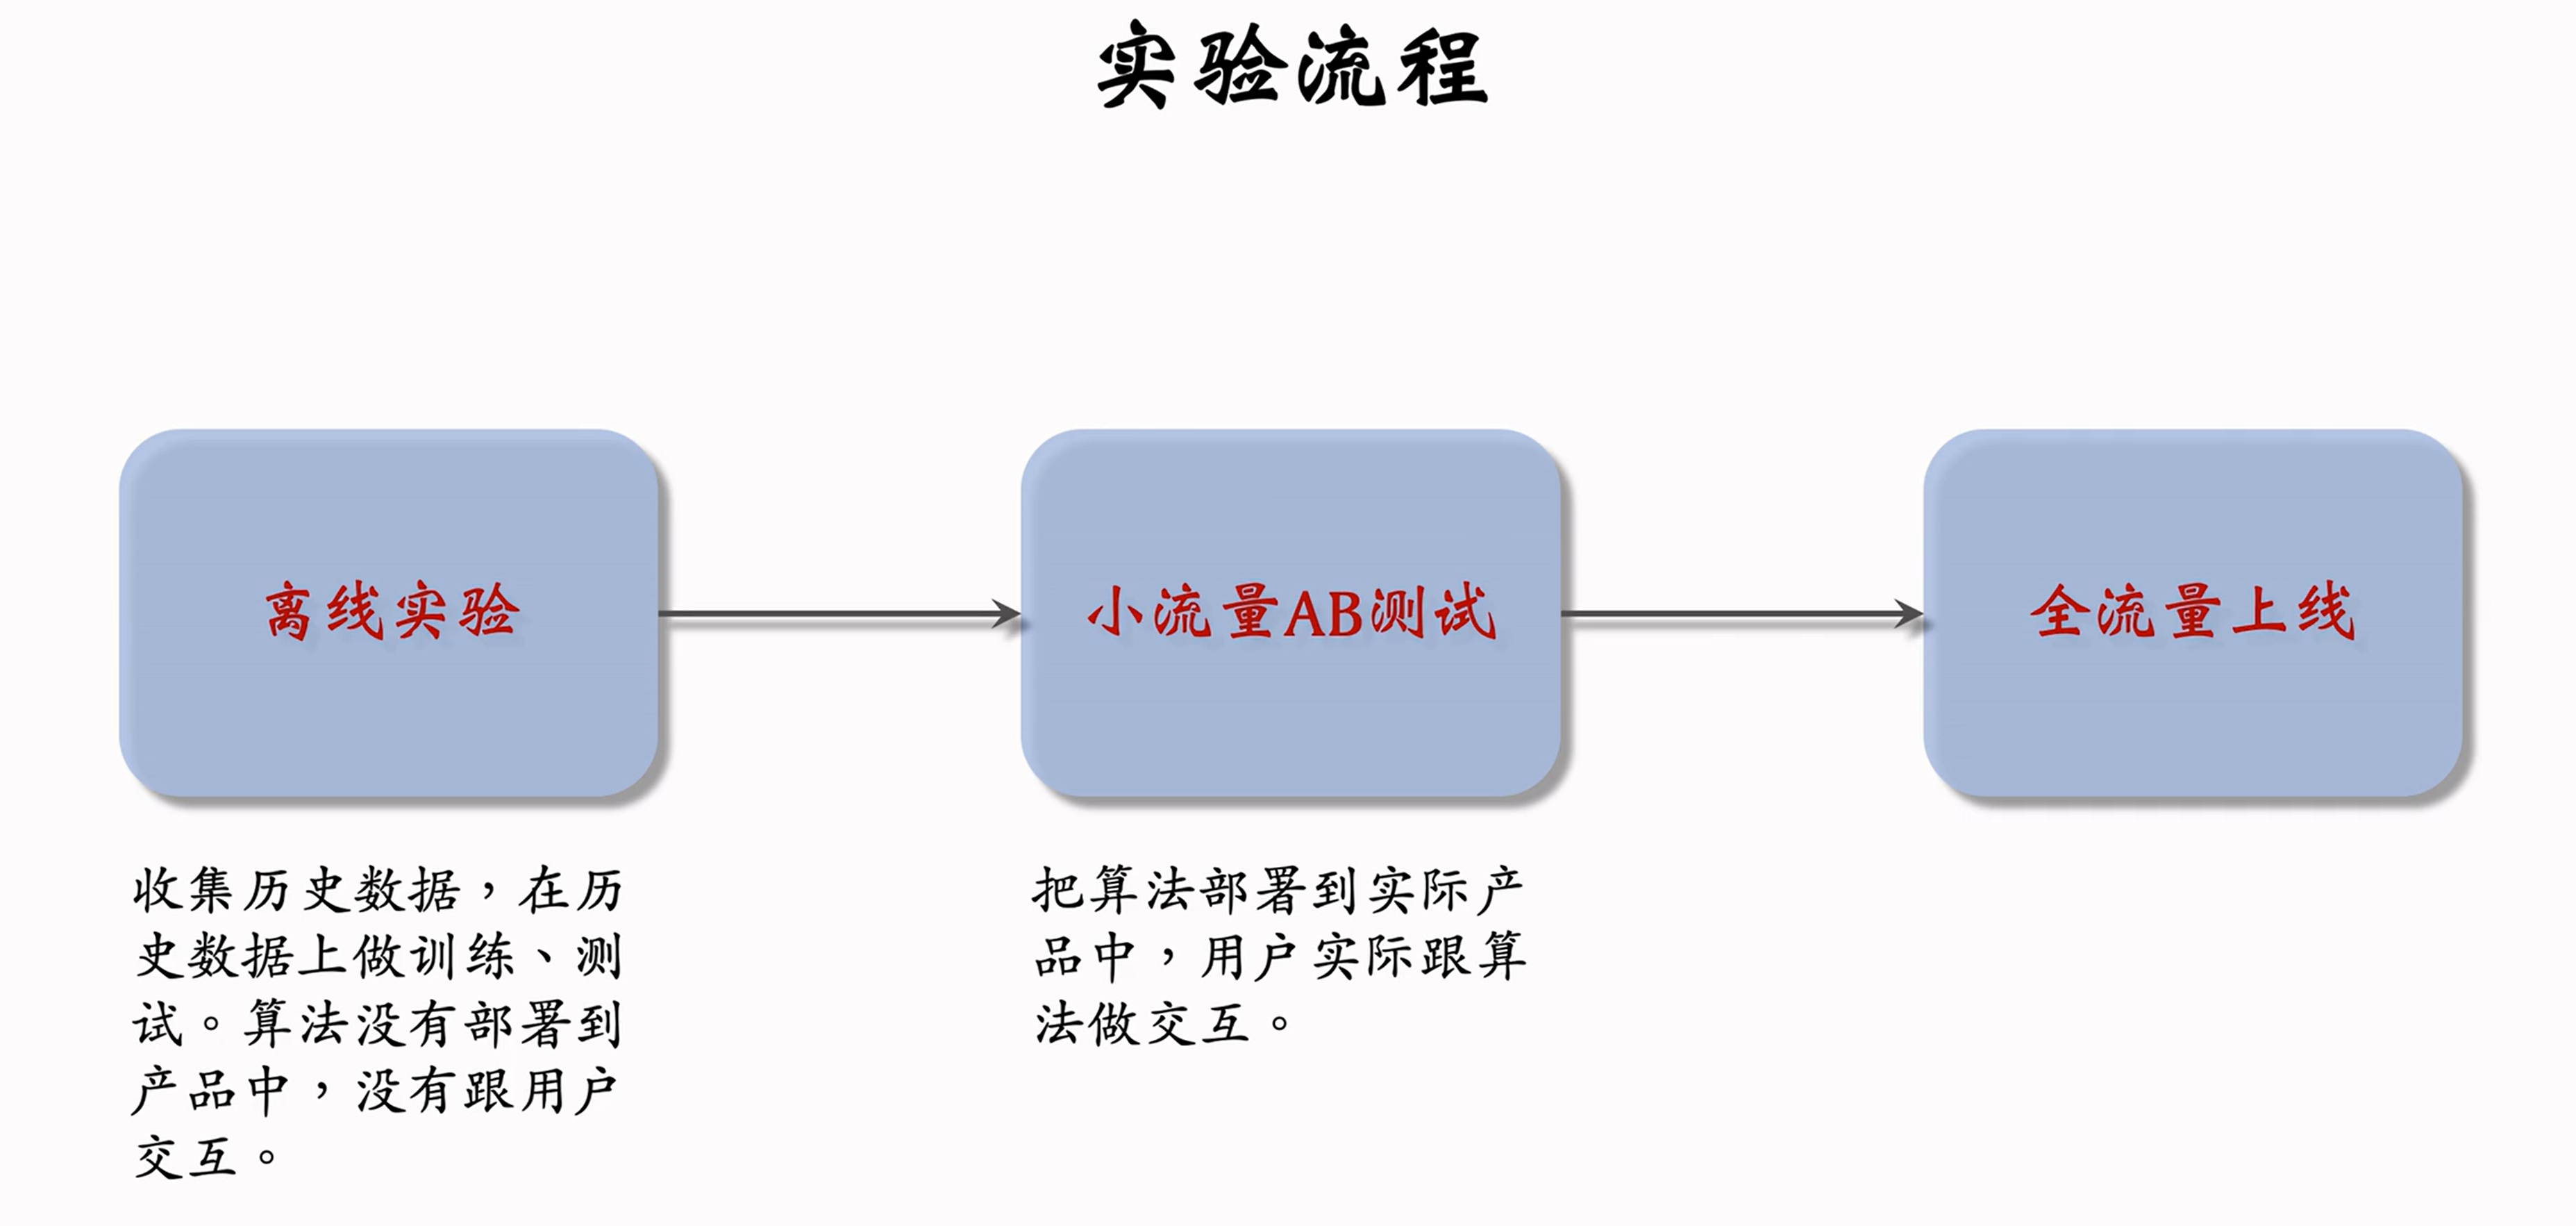 实验流程
离线实验
小流量AB测试
全流量上线
收集历史数据，在历
史数据上做训练、测
试。算法没有部署到
产品中，没有跟用户
交互。
把算法部署到实际产
品中，用户实际跟算
法做交互。